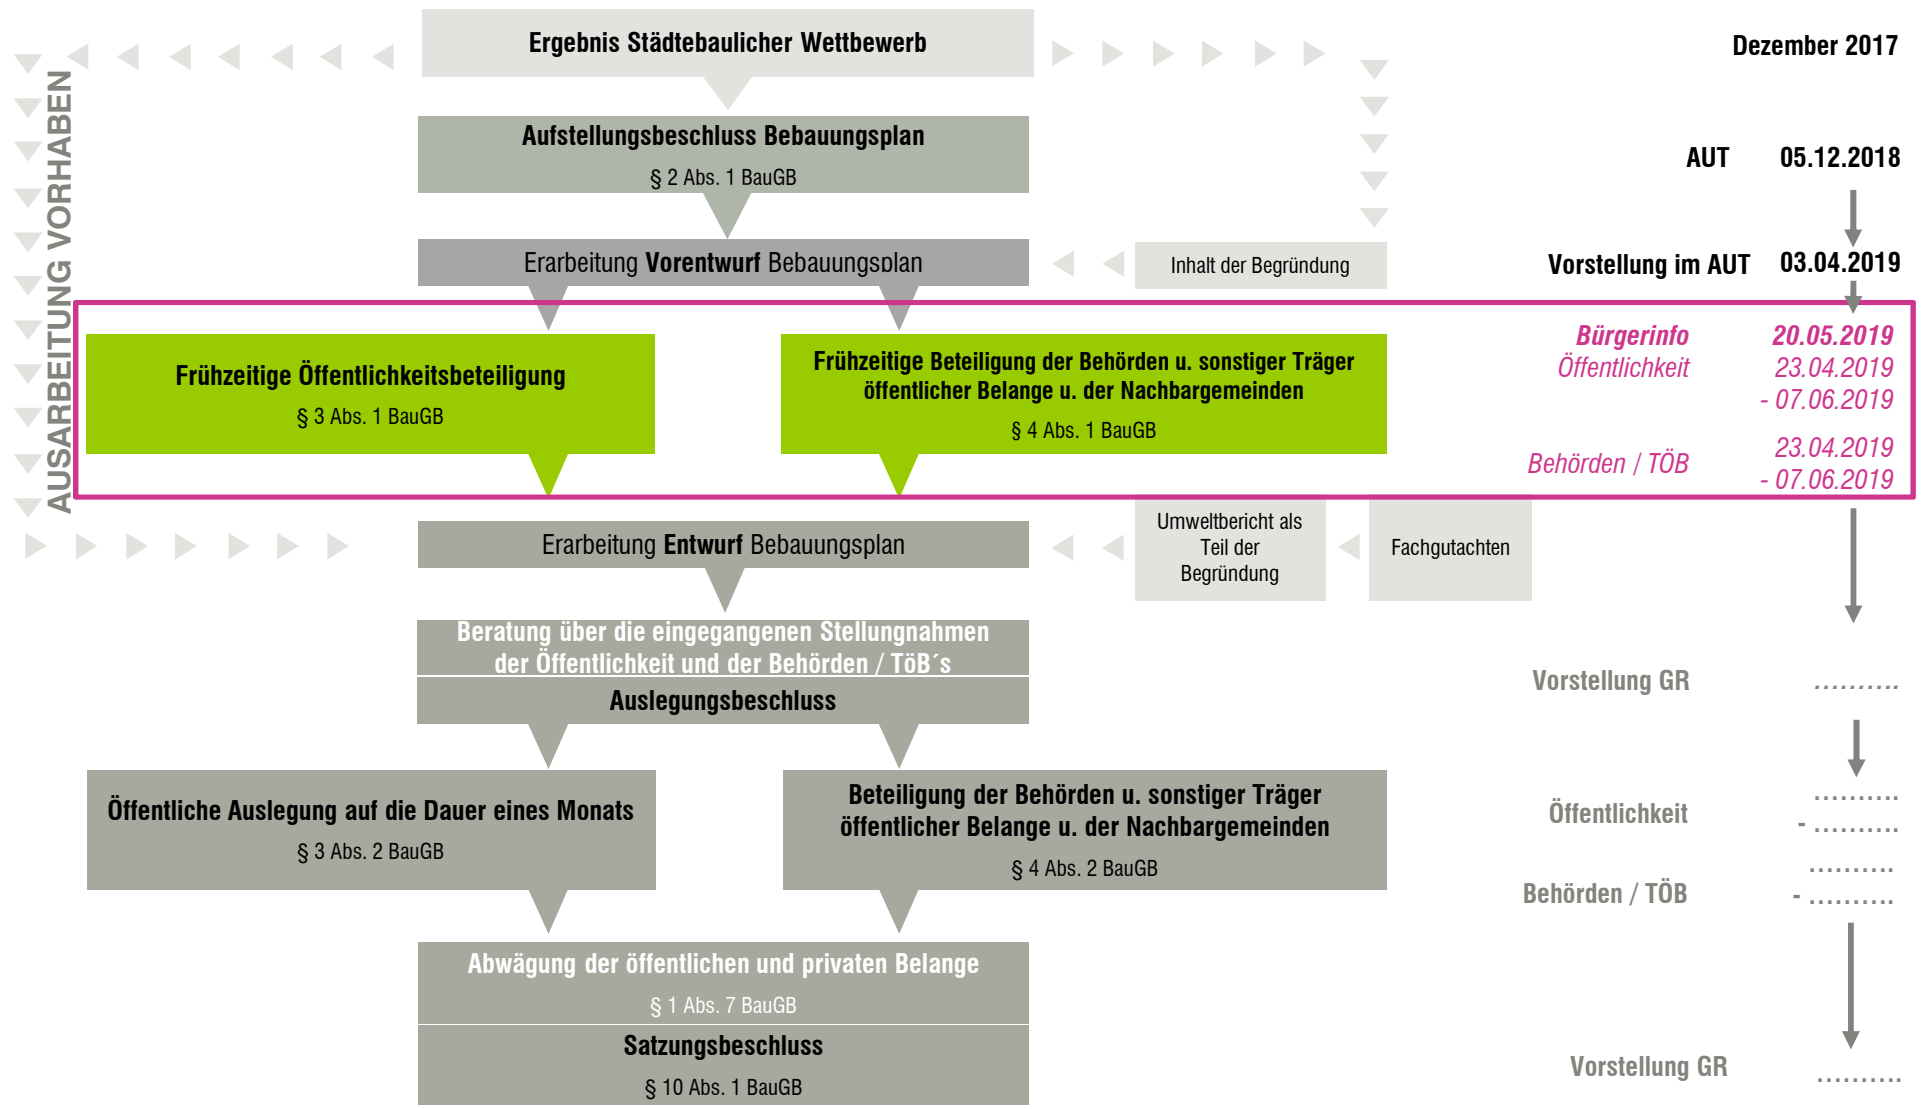 Ergebnis Städtebaulicher Wettbewerb
Dezember 2017
AUSARBEITUNG VORHABEN
Aufstellungsbeschluss Bebauungsplan
§ 2 Abs. 1 BauGB
AUT 05.12.2018
Erarbeitung Vorentwurf Bebauungsplan
Inhalt der Begründung
Vorstellung im AUT 03.04.2019
Frühzeitige Öffentlichkeitsbeteiligung
§ 3 Abs. 1 BauGB
Frühzeitige Beteiligung der Behörden u. sonstiger Träger
öffentlicher Belange u. der Nachbargemeinden
§ 4 Abs. 1 BauGB
Bürgerinfo 20.05.2019
Öffentlichkeit 23.04.2019
- 07.06.2019
Behörden / TÖB 23.04.2019
- 07.06.2019
Erarbeitung Entwurf Bebauungsplan
Umweltbericht als
Teil der
Begründung
Fachgutachten
Beratung über die eingegangenen Stellungnahmen
der Öffentlichkeit und der Behörden / TöB´s
Auslegungsbeschluss
Vorstellung GR ..........
Öffentliche Auslegung auf die Dauer eines Monats
§ 3 Abs. 2 BauGB
Beteiligung der Behörden u. sonstiger Träger
öffentlicher Belange u. der Nachbargemeinden
§ 4 Abs. 2 BauGB
Öffentlichkeit ..........
- ..........
Behörden / TÖB ..........
- ..........
Abwägung der öffentlichen und privaten Belange
§ 1 Abs. 7 BauGB
Satzungsbeschluss
§ 10 Abs. 1 BauGB
Vorstellung GR ..........